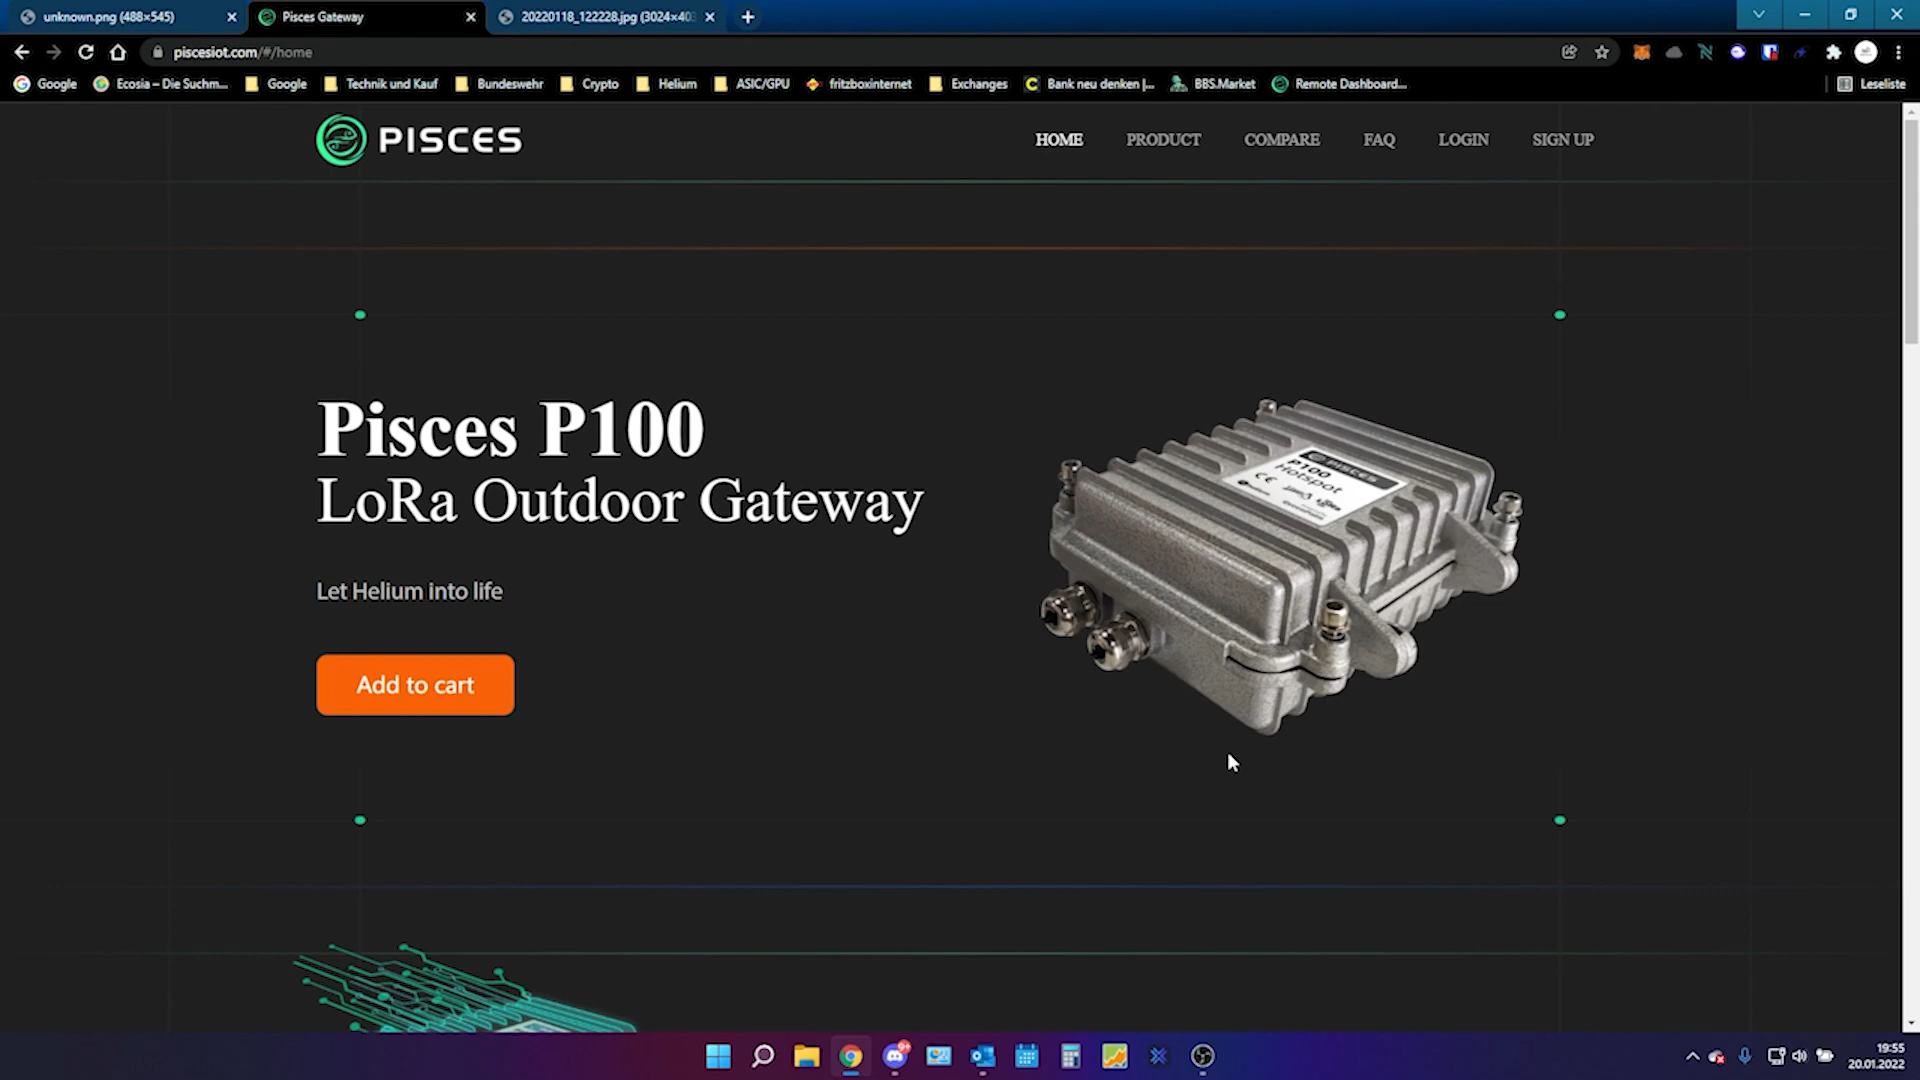 unknown.png (488×545)
Pisces Gateway
20220118_122228.jpg (3024×403
piscesiot.com/#/home
Google
Ecosia – Die Suchm...
Google
Technik und Kauf
Bundeswehr
Crypto
Helium
ASIC/GPU
fritzboxinternet
Exchanges
Bank neu denken |...
BBS.Market
Remote Dashboard...
Leseliste
PISCES
HOME
PRODUCT
COMPARE
FAQ
LOGIN
SIGN UP
Pisces P100
LoRa Outdoor Gateway
PISCES
P100
Hotspot
CE
Let Helium into life
Add to cart
19:55
20.01.2022